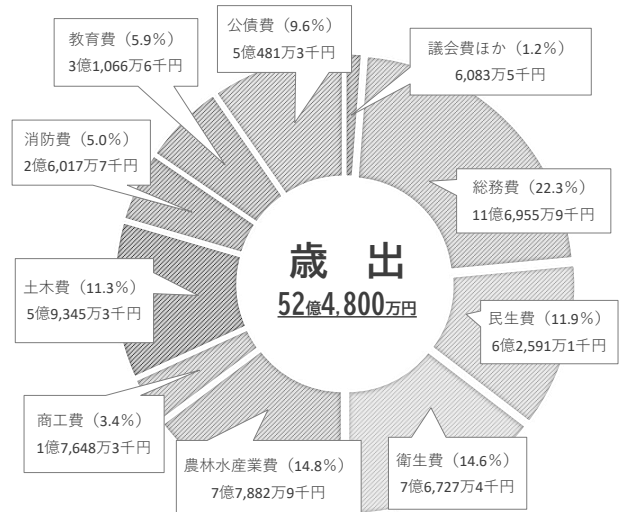 歳 出
52億4,800万円
議会費ほか（1.2％）
6,083万5千円
総務費（22.3％）
11億6,955万9千円
民生費（11.9％）
6億2,591万1千円
衛生費（14.6％）
7億6,727万4千円
農林水産業費（14.8％）
7億7,882万9千円
商工費（3.4％）
1億7,648万3千円
土木費（11.3％）
5億9,345万3千円
消防費（5.0％）
2億6,017万7千円
教育費（5.9％）
3億1,066万6千円
公債費（9.6％）
5億481万3千円